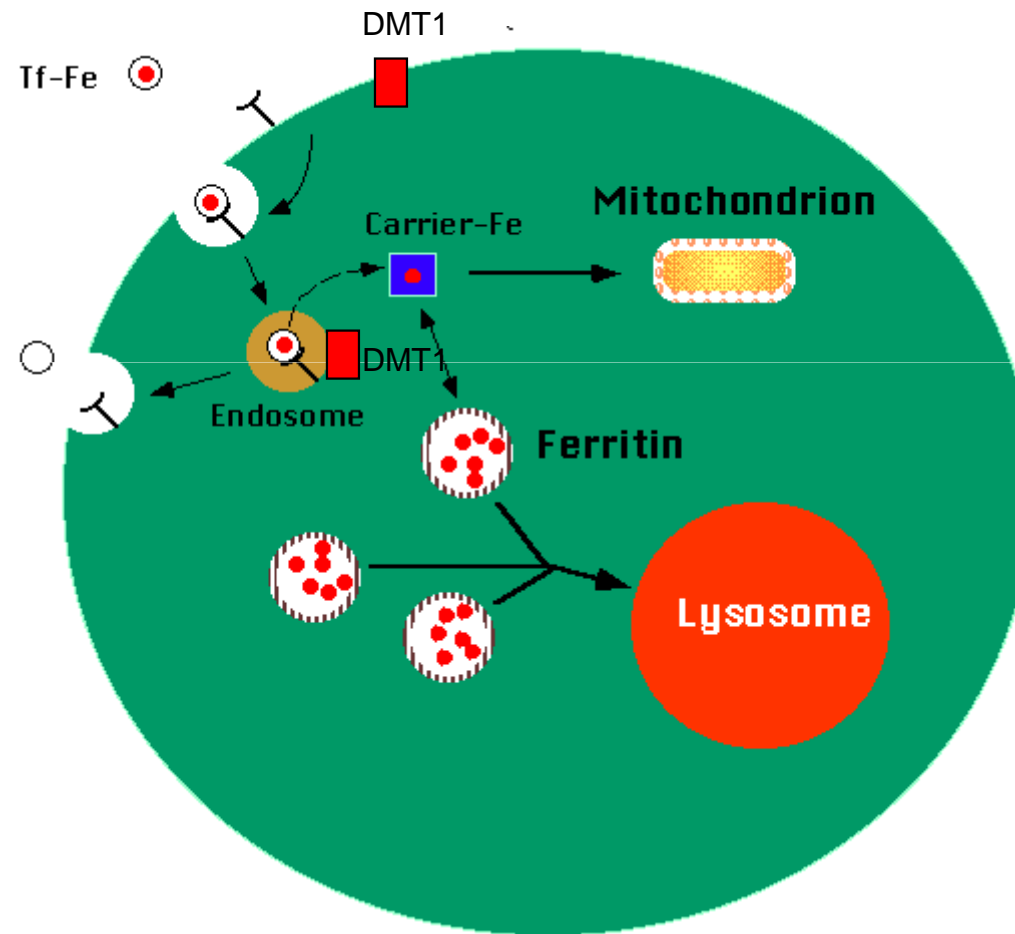 DMT1
Tf-Fe
Mitochondrion
Carrier-Fe
DMT1
Endosome
Ferritin
Lysosome